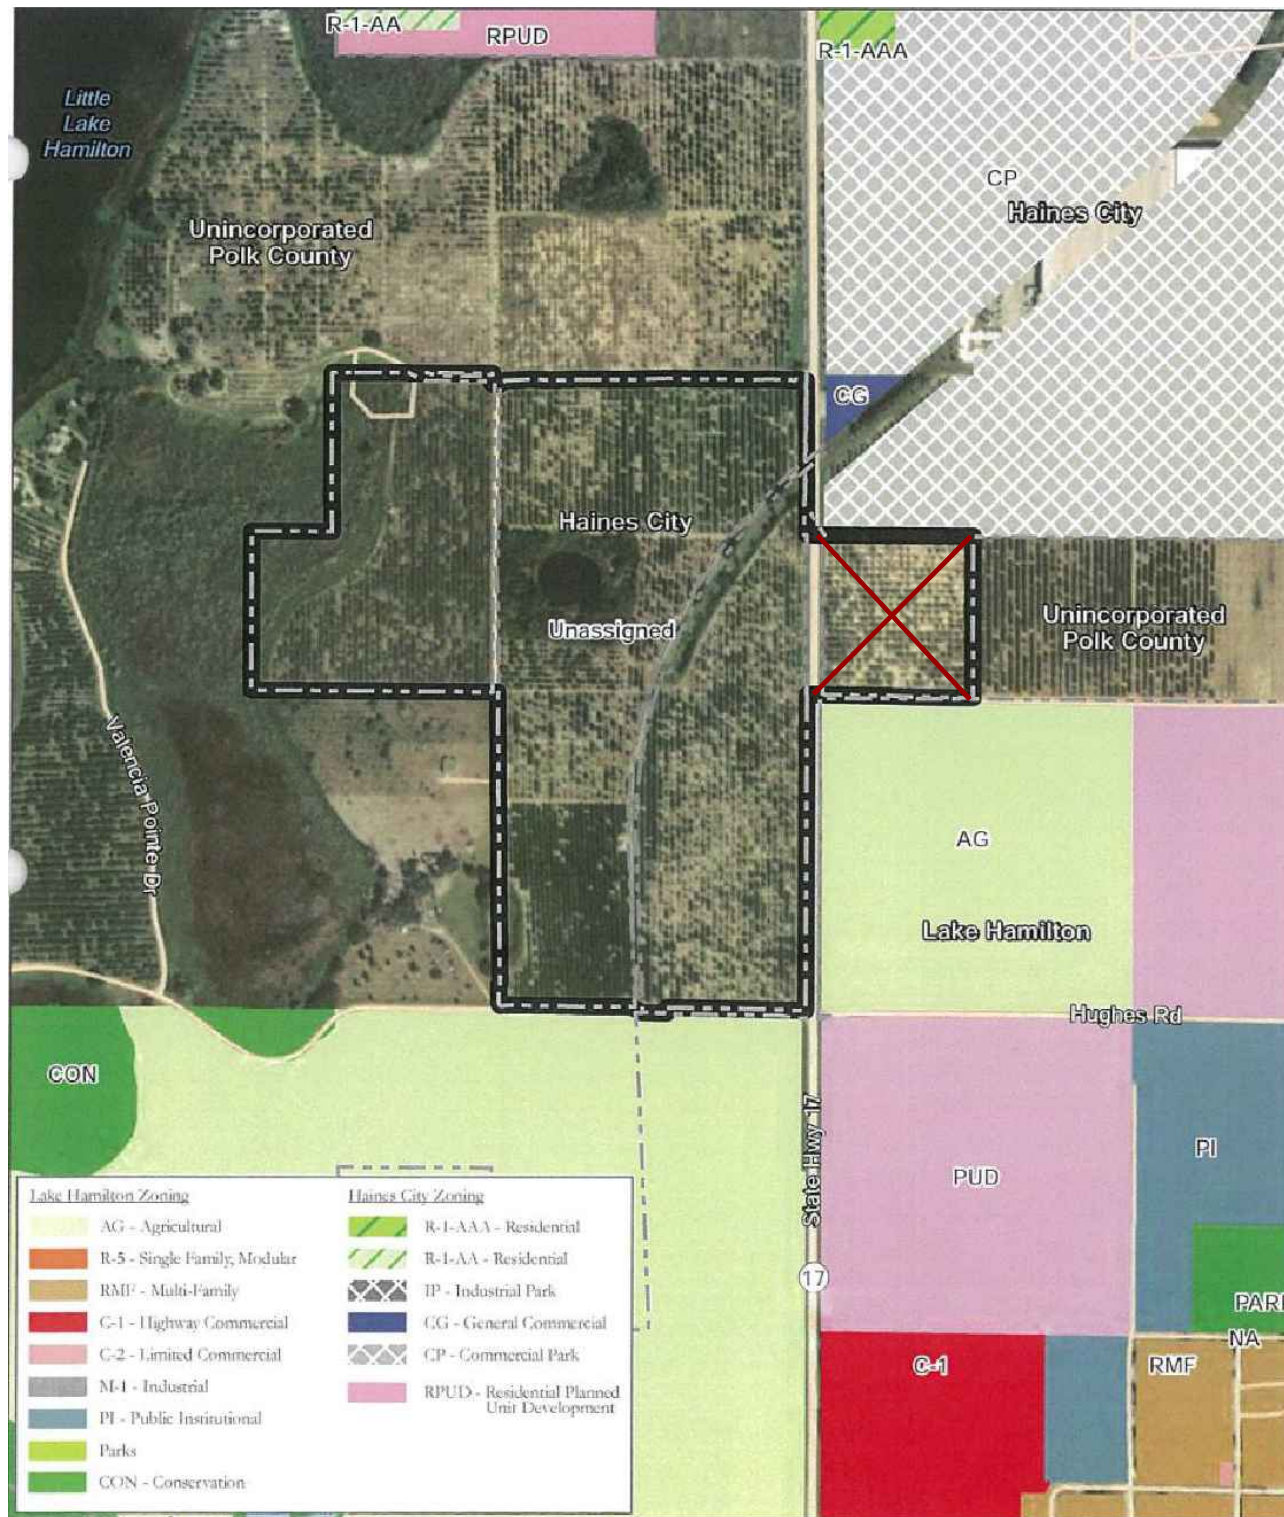 R-1-AA
RPUD
R-1-AAA
Little
Lake
Hamilton
CP
Haines City
Unincorporated
Polk County
CG
Haines City
Unassigned
Unincorporated
Polk County
Valencia Pointe Dr
AG
Lake Hamilton
Hughes Rd
CON
State Hwy 17
PI
PUD
17
PARI
NA
C-1
RMF
Lake Hamilton Zoning
AG - Agricultural
R-5 - Single Family, Modular
RMF - Multi-Family
C-1 - Highway Commercial
C-2 - Limited Commercial
M-1 - Industrial
PI - Public Institutional
Parks
CON - Conservation
Haines City Zoning
R-1-AAA - Residential
R-1-AA - Residential
IP - Industrial Park
CG - General Commercial
CP - Commercial Park
RPUD - Residential Planned
Unit Development